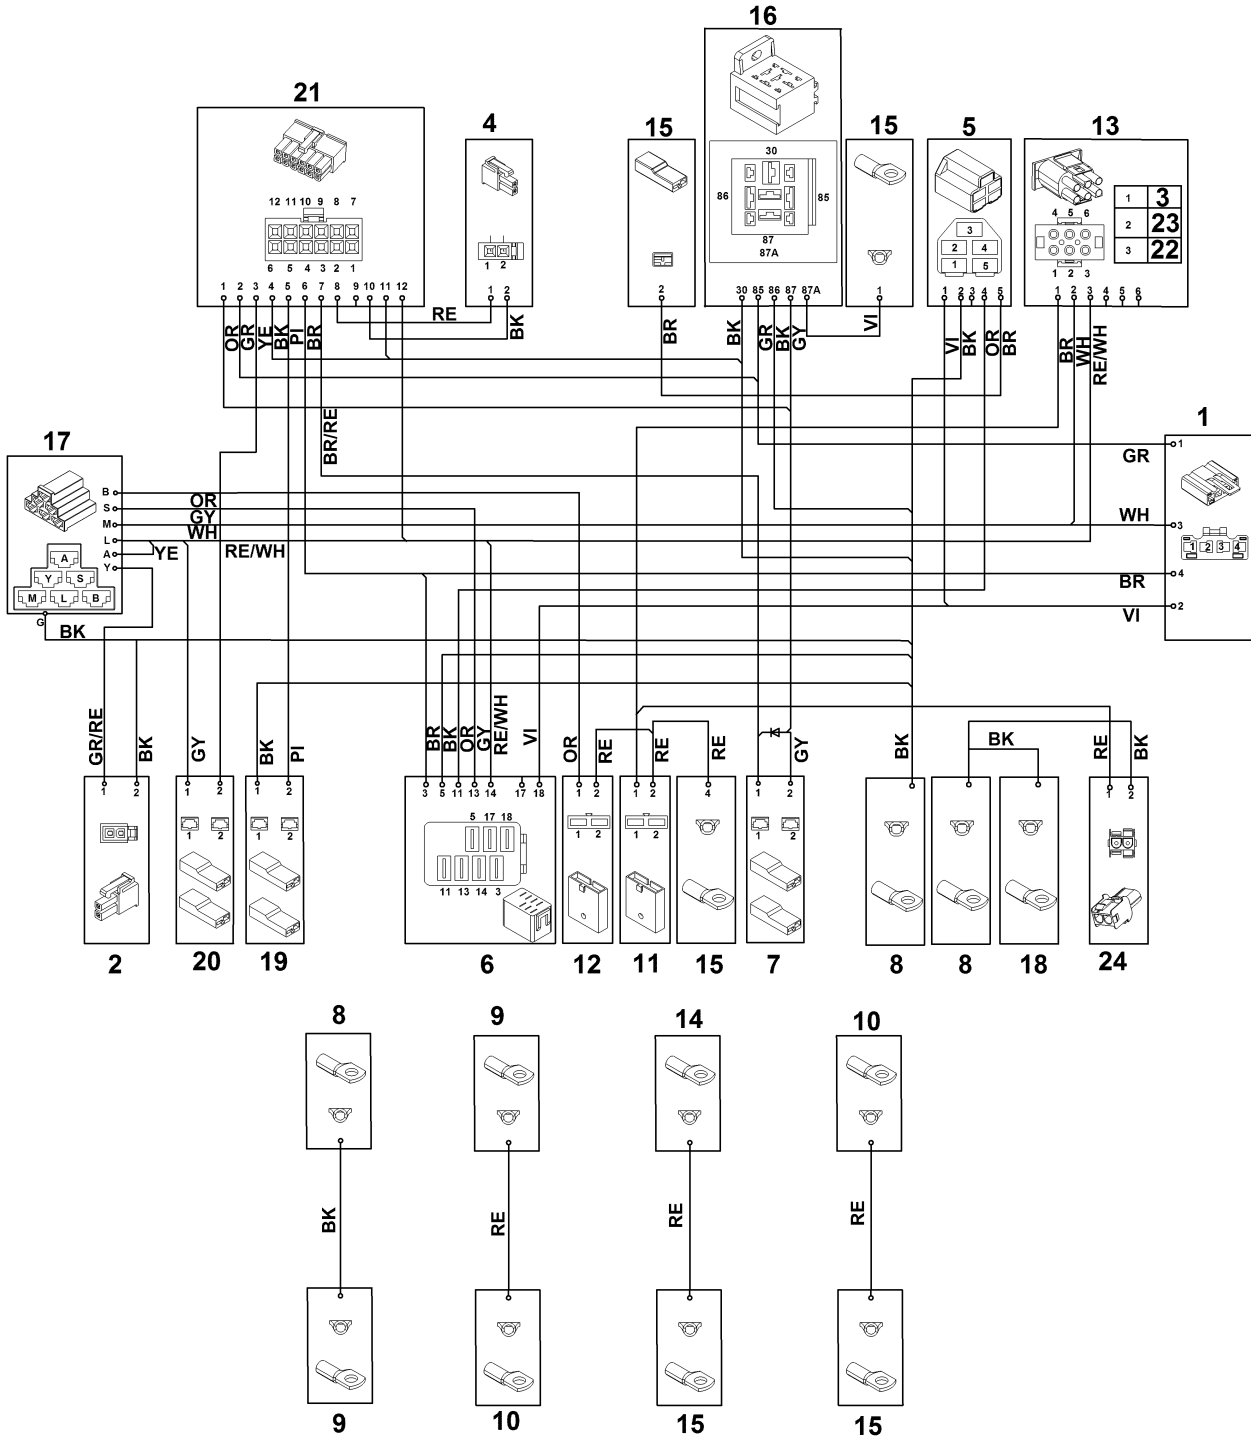 16
21
4
15
15
5
13
30
86
85
87
87A
1 3
2 23
3 22
12 11 10 9 8 7
6 5 4 3 2 1
1 2
3
2 4
1 5
4 5 6
1 2 3
1 2 3 4 5 6 7 8 9 10 11 12
1 2
2
30 85 86 87 87A
1
1 2 3 4 5
1 2 3 4 5 6
OR
GR
YE
BK
PI
BR
RE
BK
BR
BK
GR
BK
GY
VI
VI
BK
OR
BR
BR
WH
RE/WH
BR/RE
17
1
B
S
M
L
A
Y
G
A
Y S
M L B
OR
GY
WH
YE
RE/WH
BK
GR
WH
BR
VI
1
3
4
2
1 2 3 4
GR/RE
BK
GY
BK
PI
BR
BK
OR
GY
RE/WH
VI
OR
RE
RE
RE
GY
BK
BK
RE
BK
1 2
1 2
1 2
3 5 11 13 14 17 18
1 2
1 2
4
1 2
1 2
1 2
1 2
5 17 18
11 13 14 3
1 2
1 2
1 2
2
20
19
6
12
11
15
7
8
8
18
24
8
9
14
10
BK
RE
RE
RE
9
10
15
15